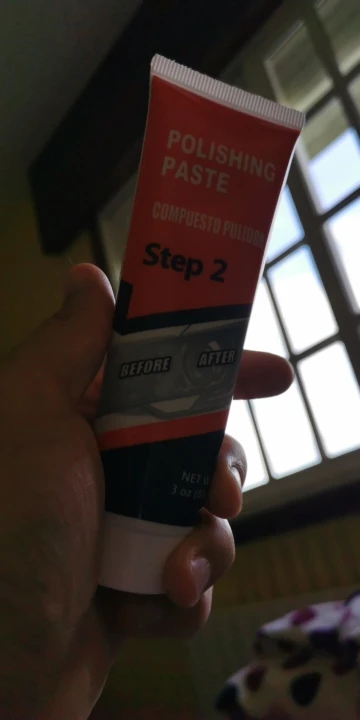 POLISHING
PASTE
COMPUESTO PULIDOR
Step 2
BEFORE
AFTER
NET
3 oz